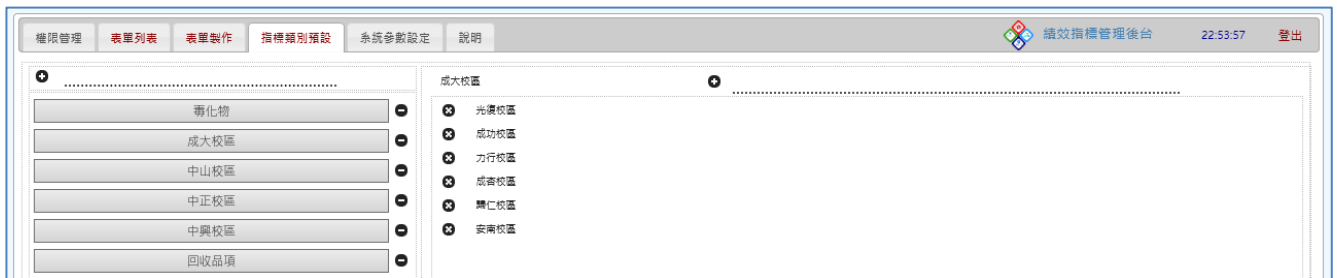 權限管理 表單列表 表單製作 指標類別預設 系統參數設定 說明 績效指標管理後台 22:53:57 登出
成大校區
毒化物
成大校區
中山校區
中正校區
中興校區
回收品項
光復校區
成功校區
力行校區
成杏校區
歸仁校區
安南校區